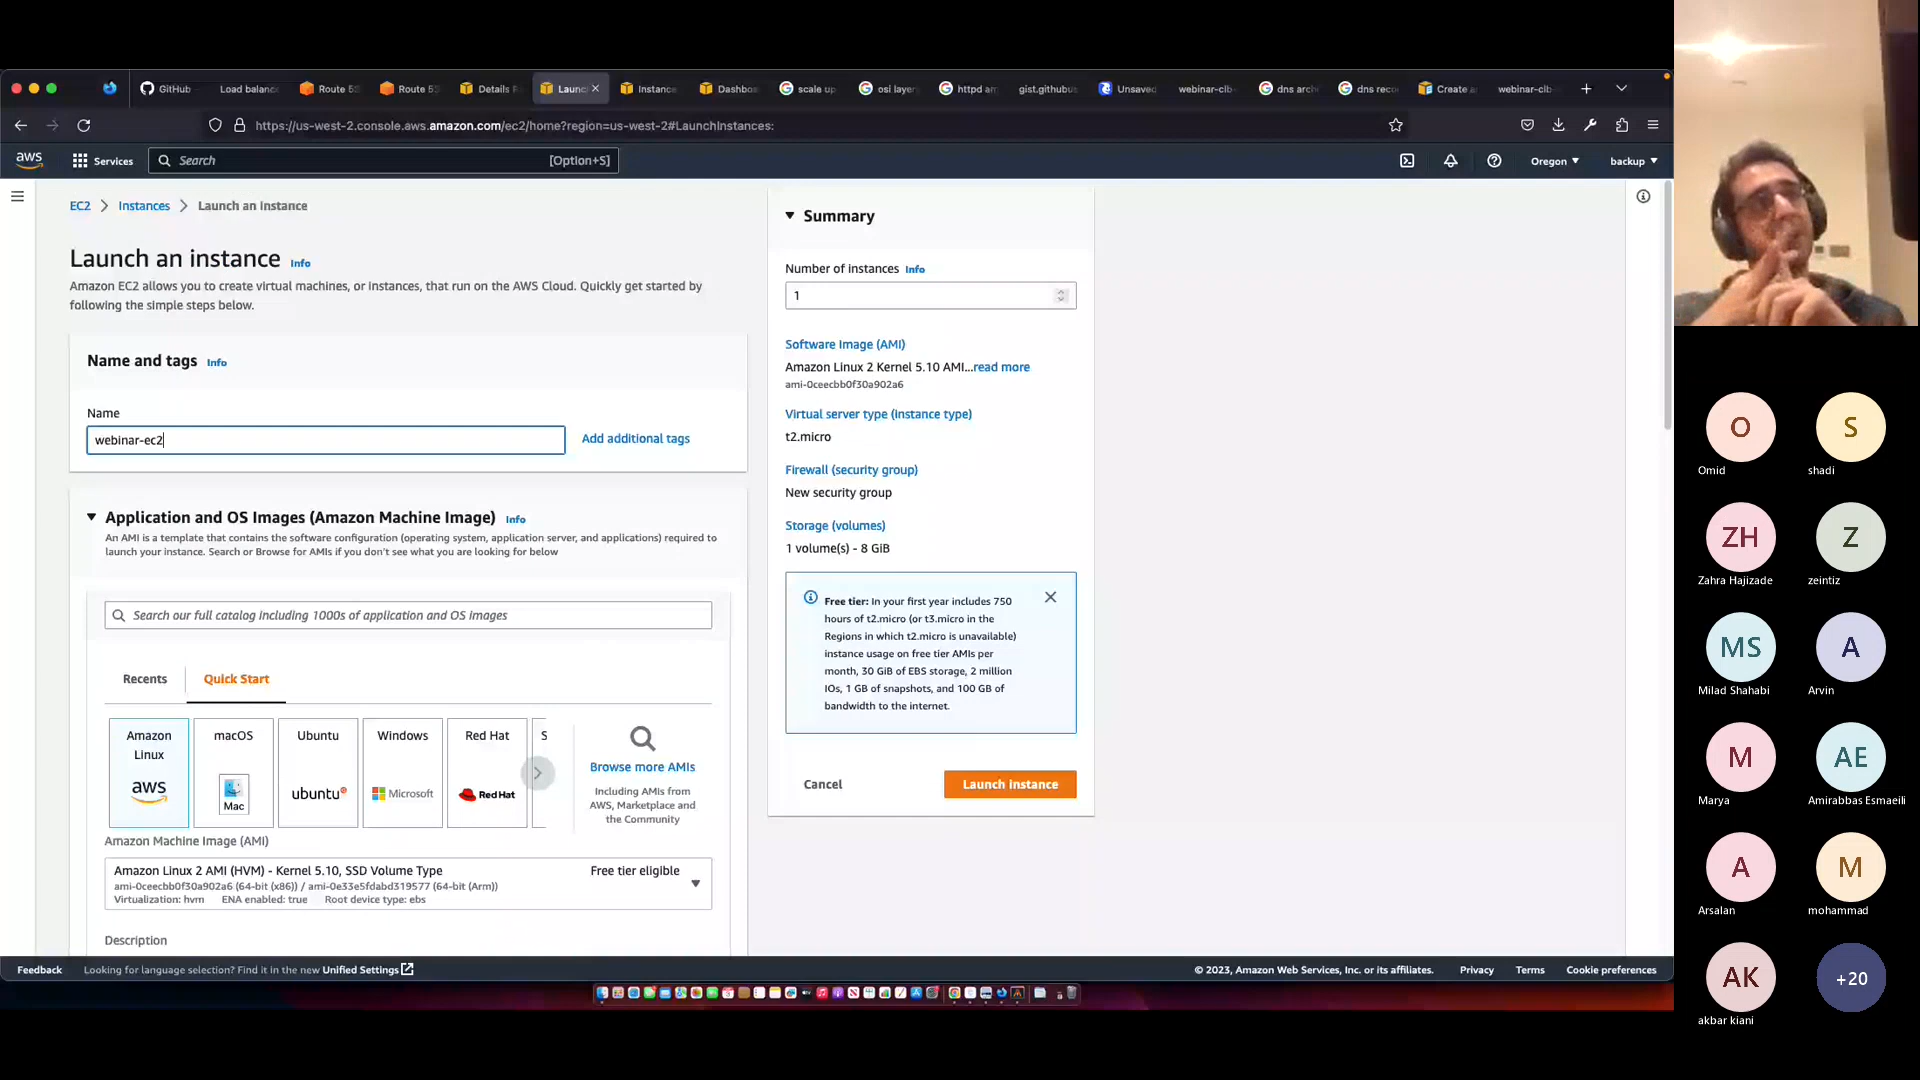 GitHub
Load balanc
Route 5
Route 5
Details
Launc
Instance
Dashbo
scale up
osi layer
httpd
gist.githubu
Unsaved
webinar-clb-
dns arch
dns reco
Create
webinar-clb-
https://us-west-2.console.aws.amazon.com/ec2/home?region=us-west-2#LaunchInstances:
aws
Services
Search
[Option+S]
Oregon
backup
EC2
Instances
Launch an instance
Launch an instance Info
Amazon EC2 allows you to create virtual machines, or instances, that run on the AWS Cloud. Quickly get started by
following the simple steps below.
Name and tags Info
Name
webinar-ec2
Add additional tags
Application and OS Images (Amazon Machine Image) Info
An AMI is a template that contains the software configuration (operating system, application server, and applications) required to
launch your instance. Search or Browse for AMIs if you don't see what you are looking for below
Search our full catalog including 1000s of application and OS images
Recents
Quick Start
Amazon
Linux
aws
macOS
Mac
Ubuntu
ubuntu
Windows
Microsoft
Red Hat
Red Hat
S
Browse more AMIs
Including AMIs from
AWS, Marketplace and
the Community
Amazon Machine Image (AMI)
Amazon Linux 2 AMI (HVM) - Kernel 5.10, SSD Volume Type
Free tier eligible
ami-0ceecbb0f30a902a6 (64-bit (x86)) / ami-0e33e5fdabd319577 (64-bit (Arm))
Virtualization: hvm ENA enabled: true Root device type: ebs
Description
Summary
Number of instances Info
1
Software Image (AMI)
Amazon Linux 2 Kernel 5.10 AMI...read more
ami-0ceecbb0f30a902a6
Virtual server type (instance type)
t2.micro
Firewall (security group)
New security group
Storage (volumes)
1 volume(s) - 8 GiB
Free tier: In your first year includes 750
hours of t2.micro (or t3.micro in the
Regions in which t2.micro is unavailable)
instance usage on free tier AMIs per
month, 30 GiB of EBS storage, 2 million
IOs, 1 GB of snapshots, and 100 GB of
bandwidth to the internet.
Cancel
Launch instance
Feedback
Looking for language selection? Find it in the new Unified Settings
© 2023, Amazon Web Services, Inc. or its affiliates.
Privacy
Terms
Cookie preferences
O
Omid
S
shadi
ZH
Zahra Hajizade
Z
zeintiz
MS
Milad Shahabi
A
Arvin
M
Marya
AE
Amirabbas Esmaeili
A
Arsalan
M
mohammad
AK
akbar kiani
+20